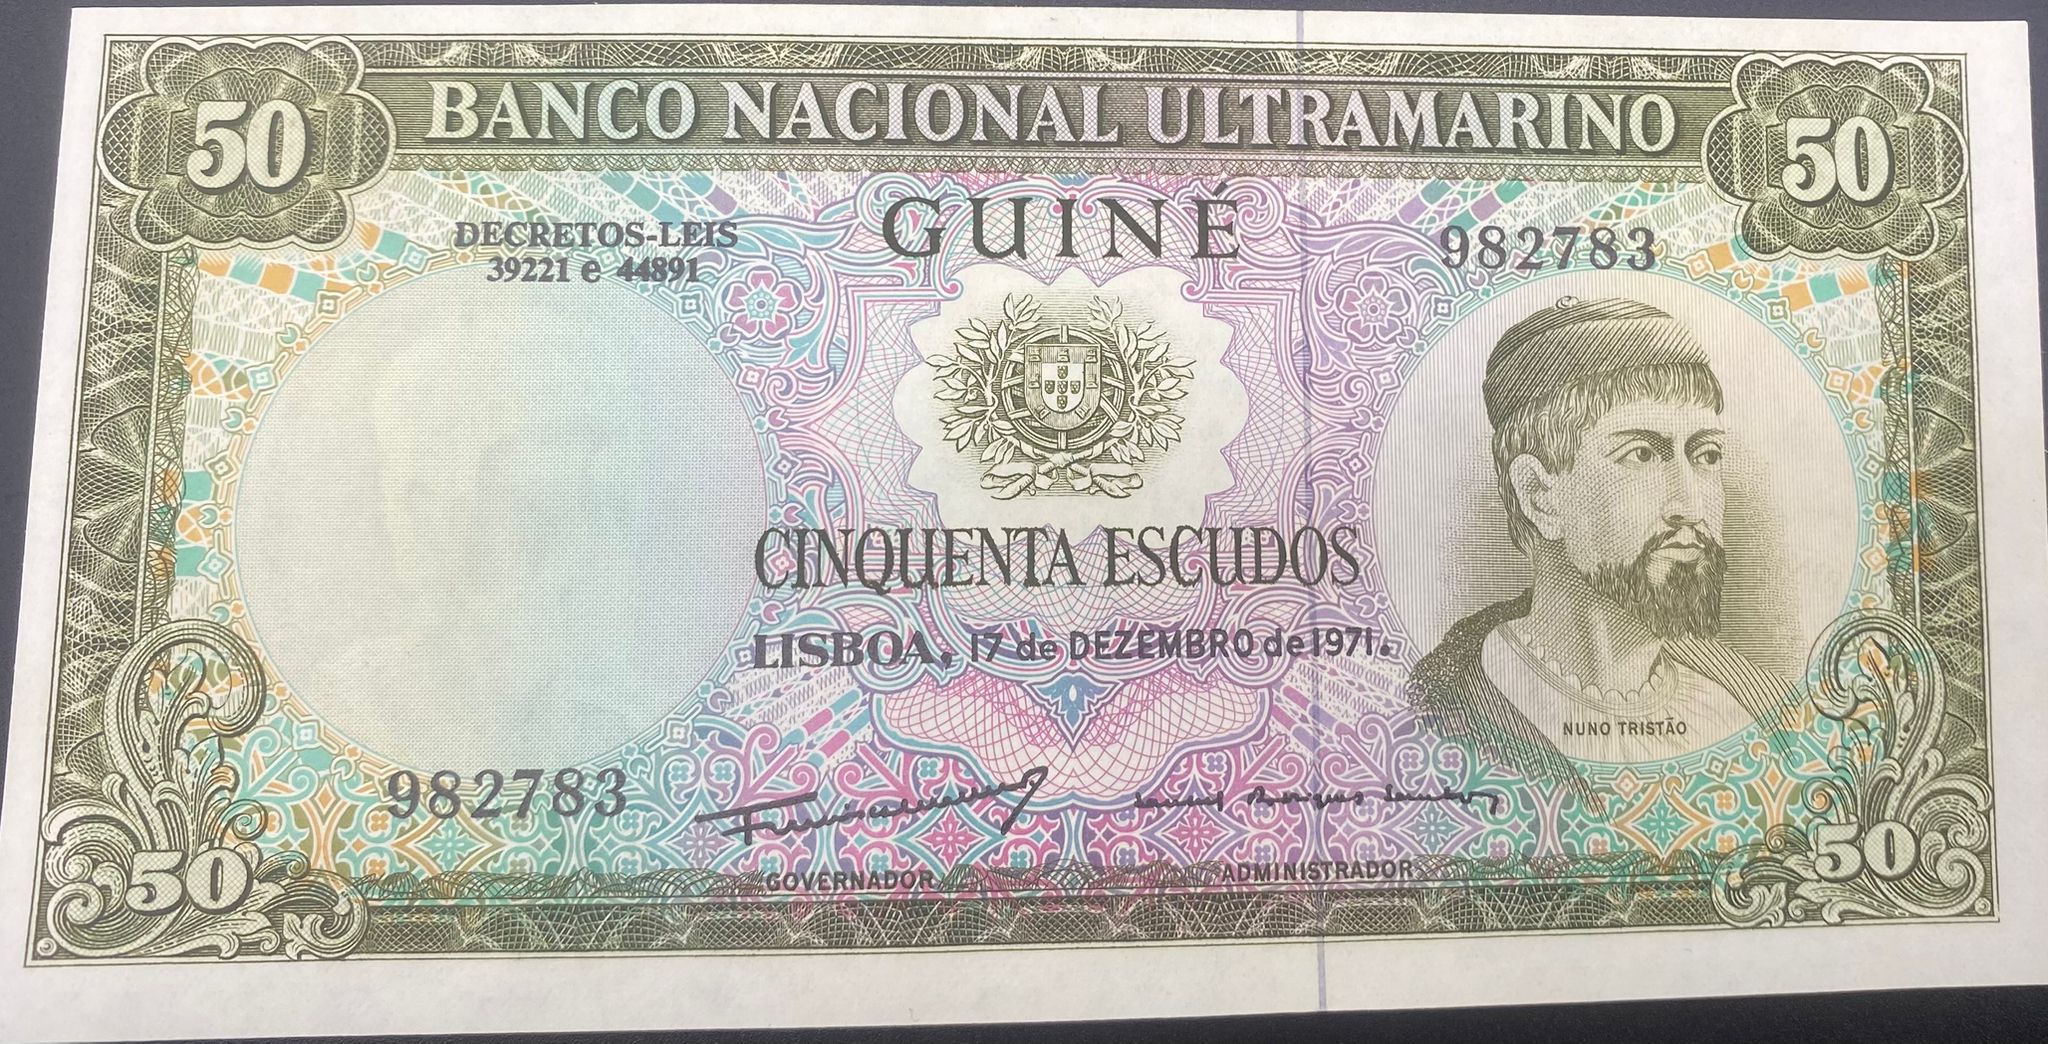 50 BANCO NACIONAL ULTRAMARINO 50
GUINÉ
DECRETOS-LEIS
39221 e 44891
982783
CINQUENTA ESCUDOS
LISBOA, 17 de DEZEMBRO de 1971.
NUNO TRISTÃO
982783
50 GOVERNADOR ADMINISTRADOR 50